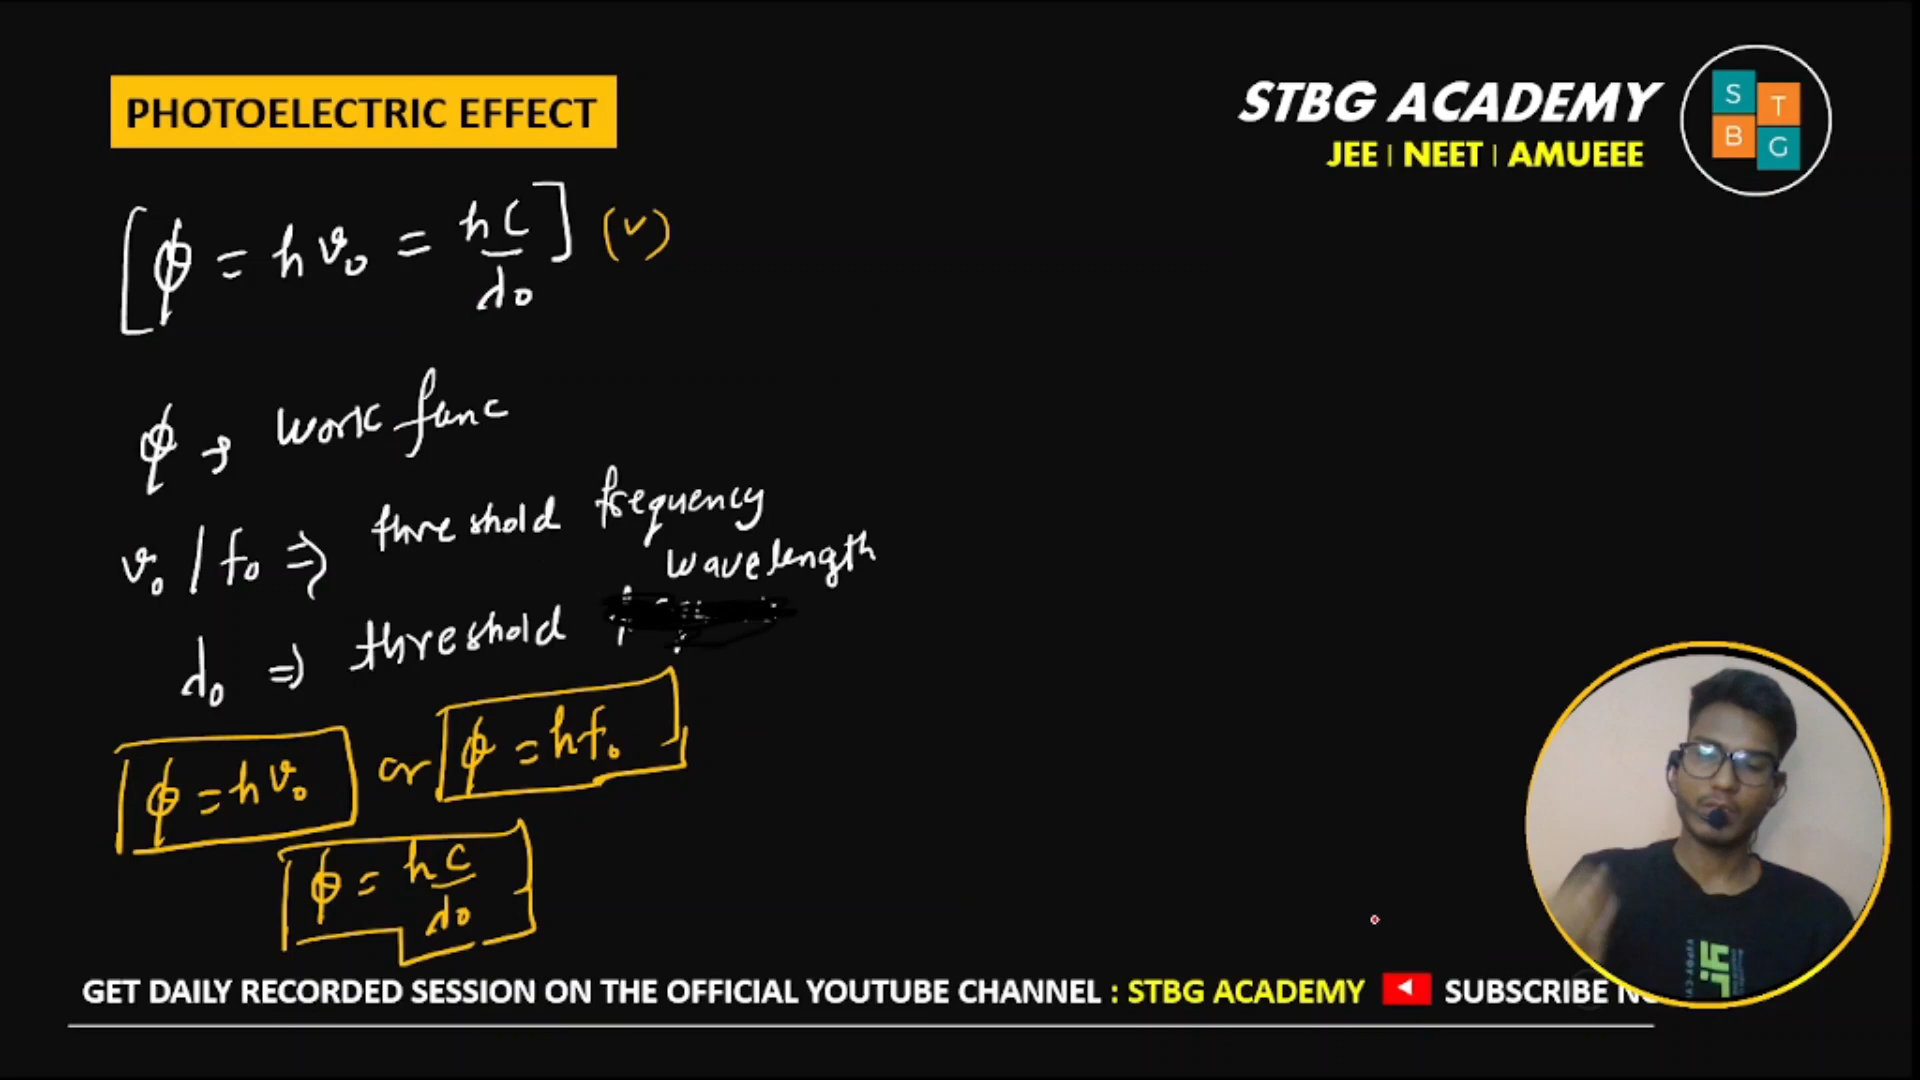 PHOTOELECTRIC EFFECT
STBG ACADEMY
JEE | NEET | AMUEEE
S T
B G
[ϕ = hν₀ = hc/λ₀] (✓)
ϕ → work func
ν₀ / f₀ ⇒ threshold frequency
wavelength
λ₀ ⇒ threshold
ϕ = hν₀ or ϕ = hf₀
ϕ = hc/λ₀
GET DAILY RECORDED SESSION ON THE OFFICIAL YOUTUBE CHANNEL : STBG ACADEMY SUBSCRIBE